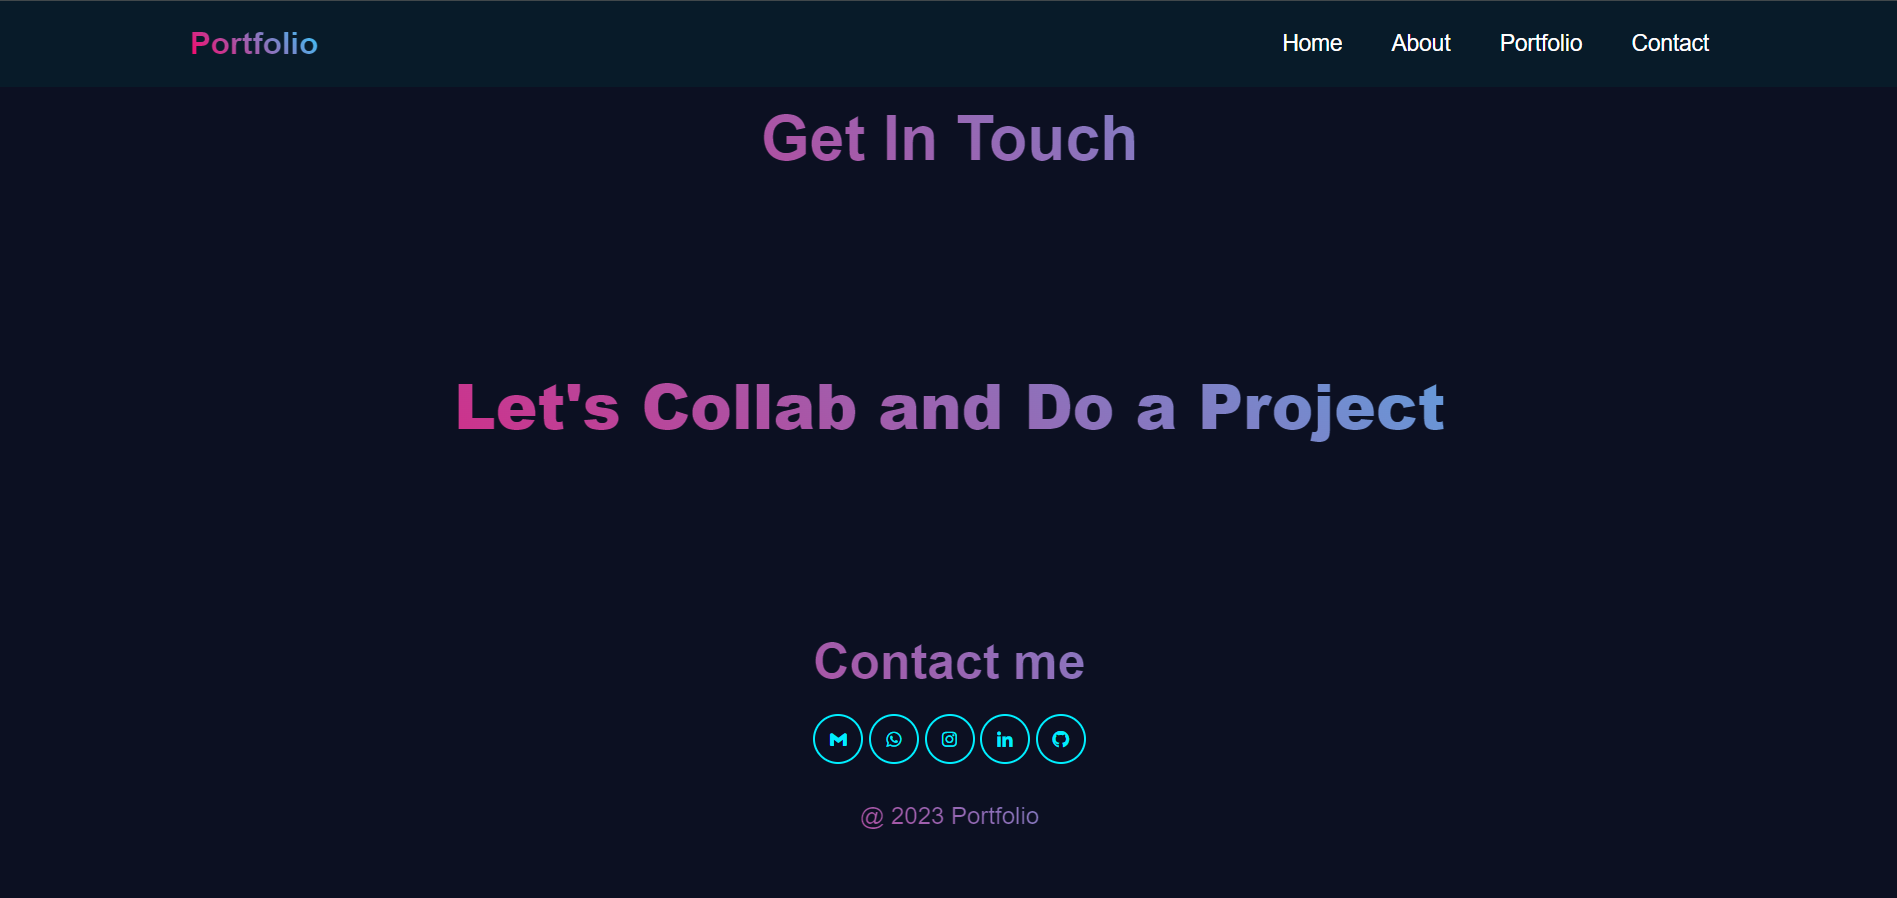 Portfolio Home About Portfolio Contact
Get In Touch
Let's Collab and Do a Project
Contact me
@ 2023 Portfolio